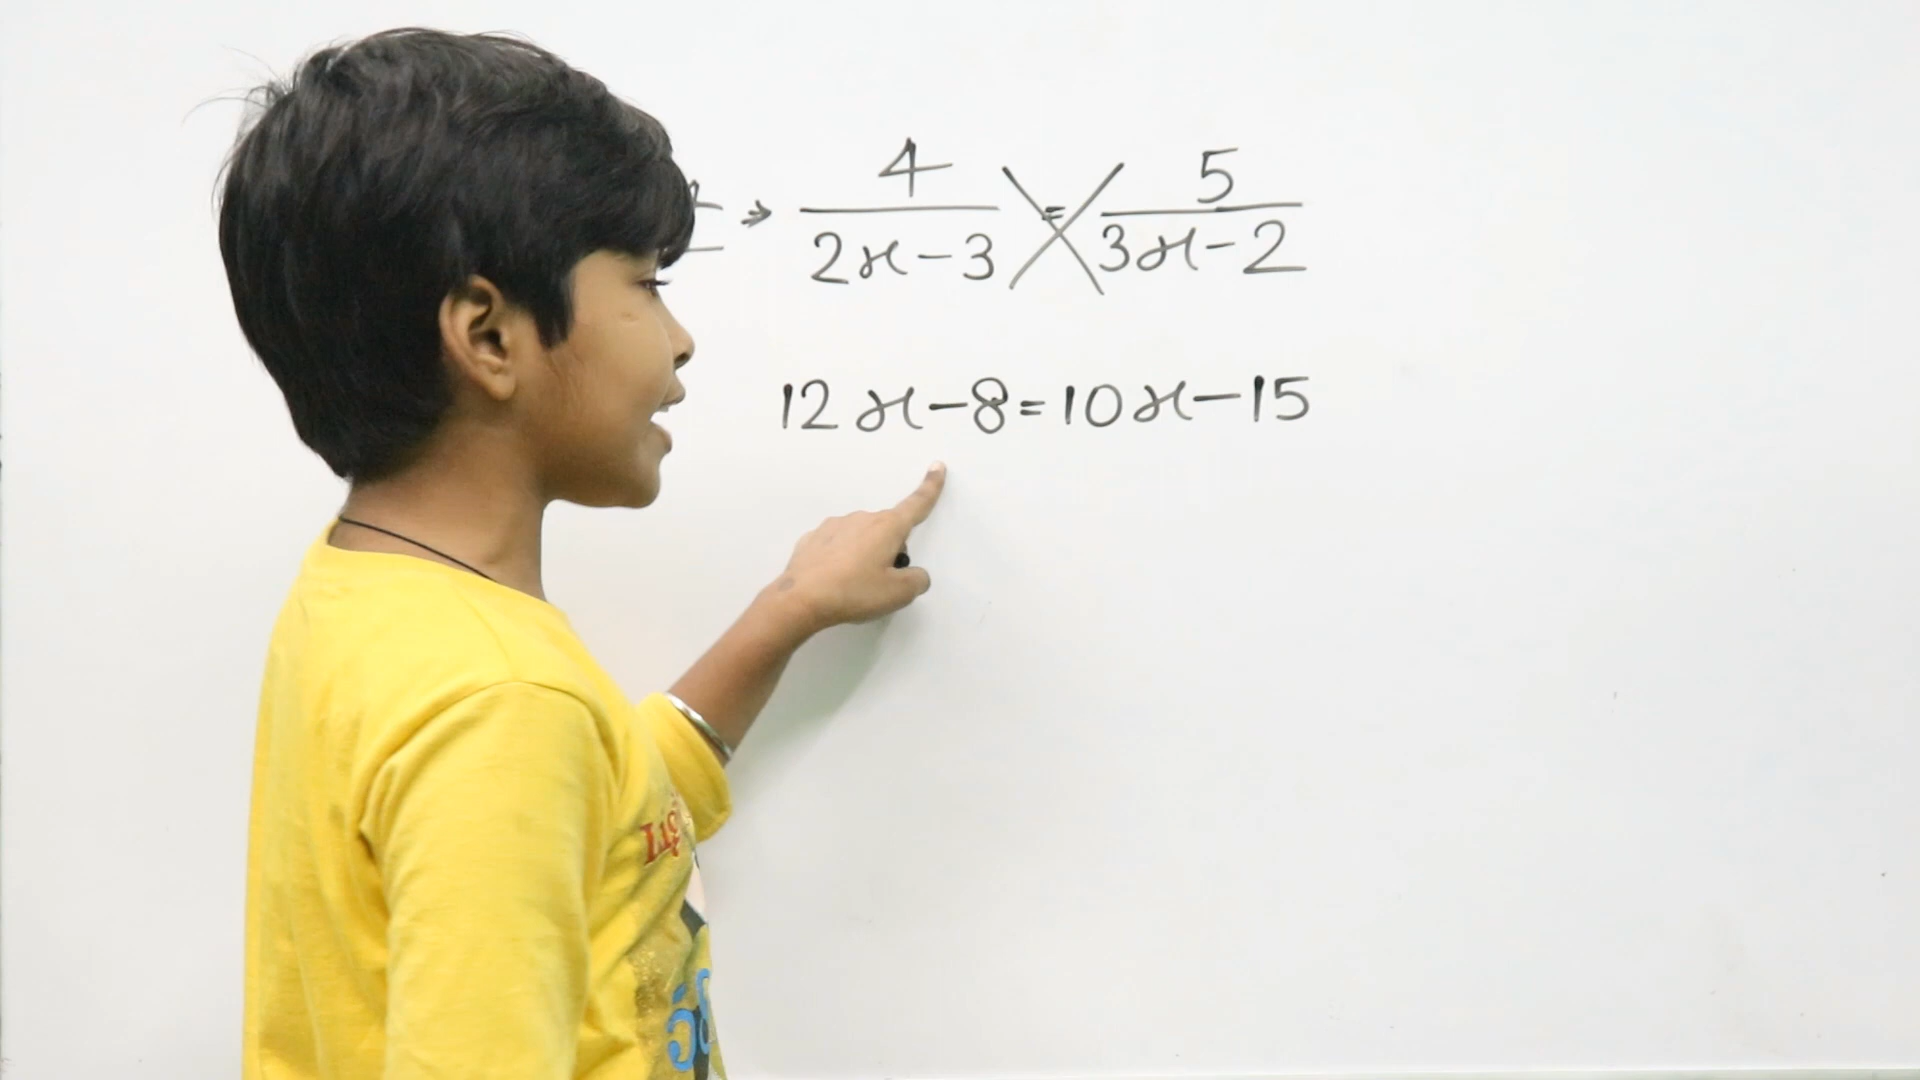 ⇒ 4/(2x-3) = 5/(3x-2)
12x-8=10x-15